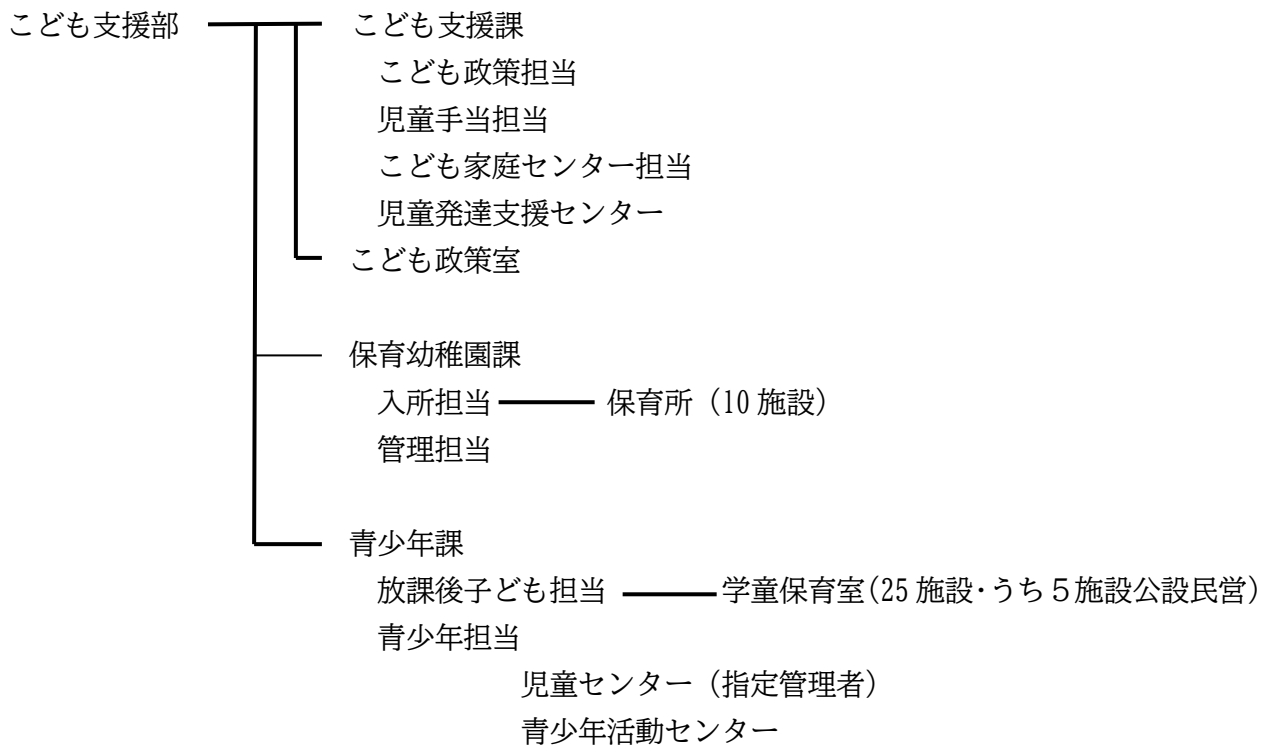 こども支援部 こども支援課
こども政策担当
児童手当担当
こども家庭センター担当
児童発達支援センター
こども政策室
保育幼稚園課
入所担当 保育所（10 施設）
管理担当
青少年課
放課後子ども担当 学童保育室（25 施設・うち５施設公設民営）
青少年担当
児童センター（指定管理者）
青少年活動センター